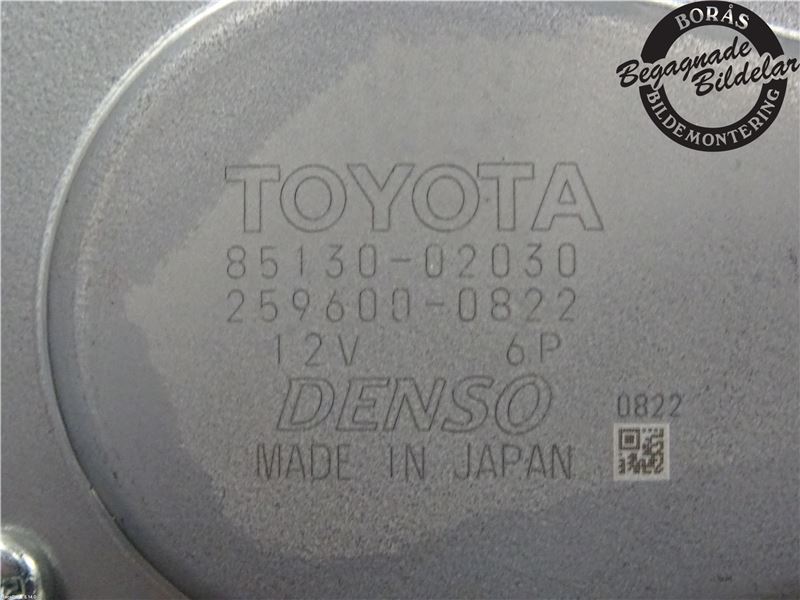 BORÅS
Begagnade
Bildelar
BILDEMONTERING
TOYOTA
85130-02030
259600-0822
12V 6P
DENSO
0822
MADE IN JAPAN